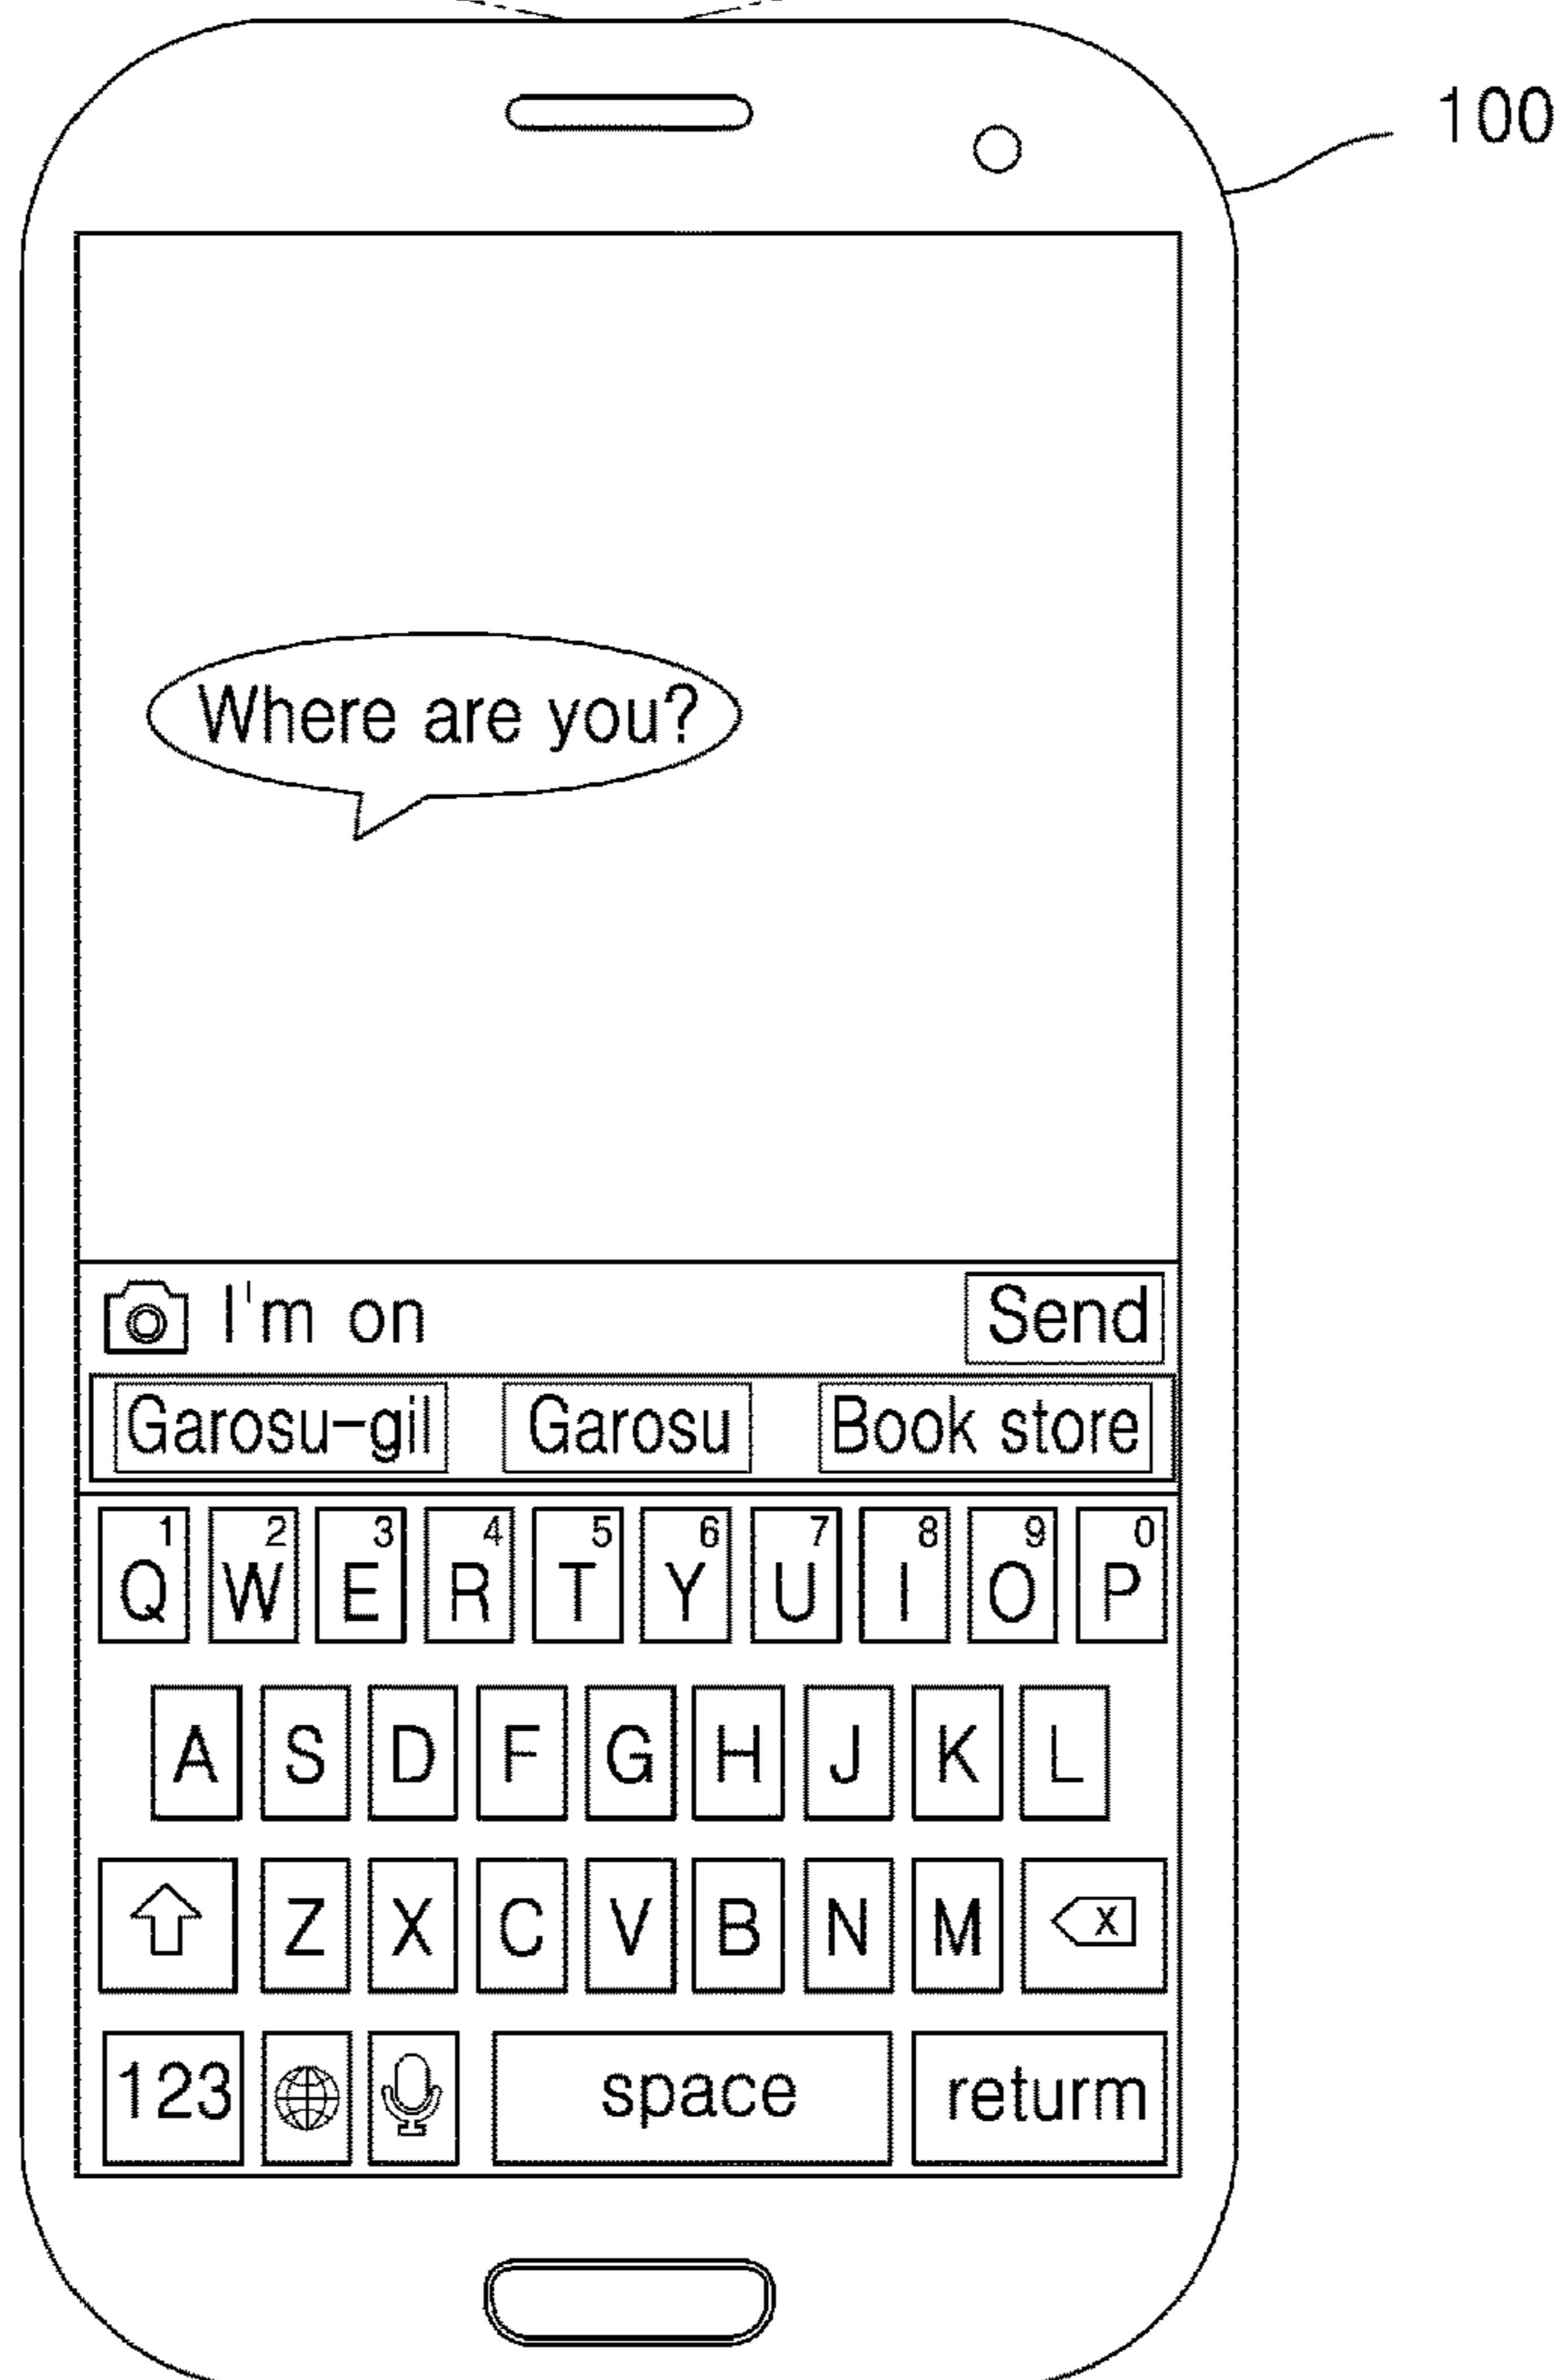 100
Where are you?
I'm on Send
Garosu-gil Garosu Book store
1 2 3 4 5 6 7 8 9 0
Q W E R T Y U I O P
A S D F G H J K L
Z X C V B N M X
123 space returm